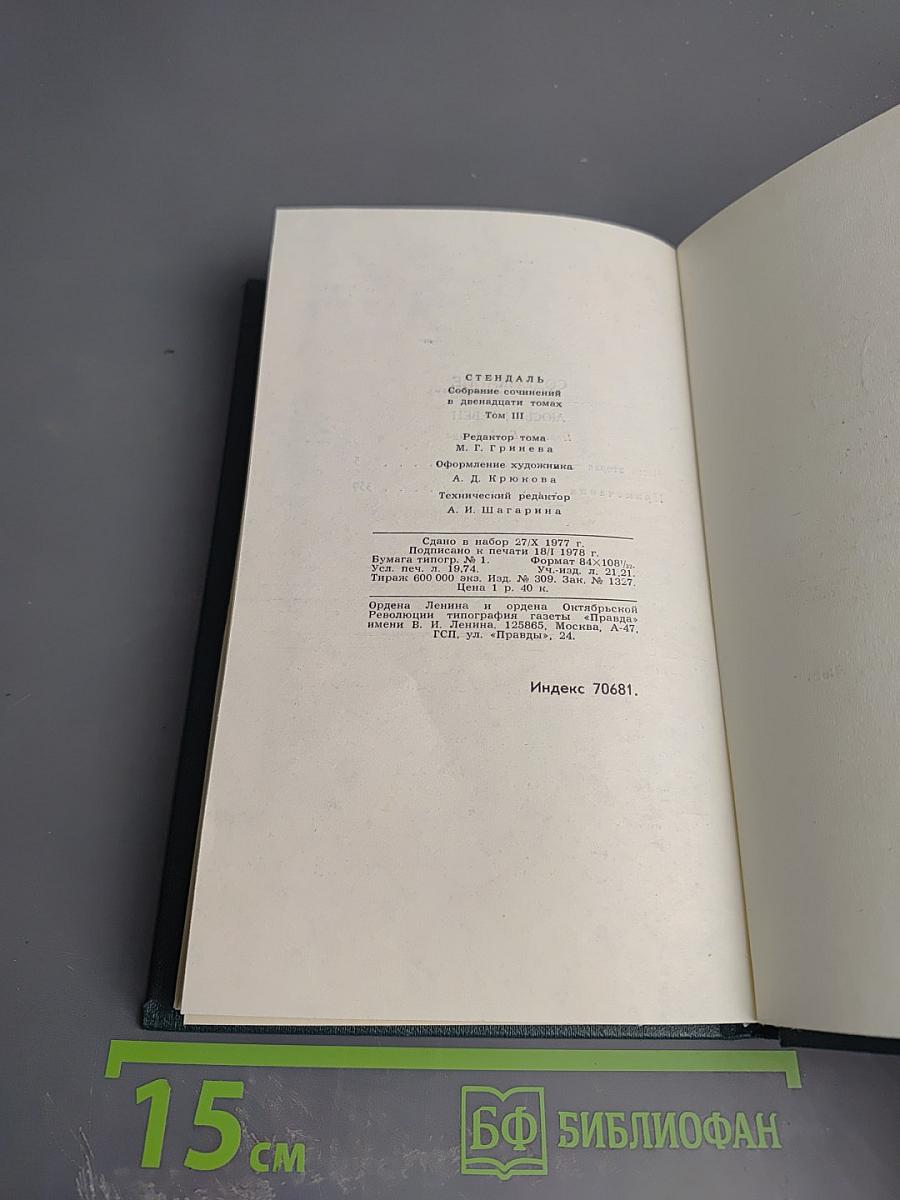 СТЕНДАЛЬ
Собрание сочинений
в двенадцати томах
Том III
Редактор тома
М. Г. Гринева
Оформление художника
А. Д. Крюкова
Технический редактор
А. И. Шагарина
Сдано в набор 27/X 1977 г.
Подписано к печати 18/I 1978 г.
Бумага типогр. № 1. Формат 84×108¹/₃₂.
Усл. печ. л. 19,74. Уч.-изд. л. 21,21.
Тираж 600 000 экз. Изд. № 309. Зак. № 1327.
Цена 1 р. 40 к.
Ордена Ленина и ордена Октябрьской
Революции типография газеты «Правда»
имени В. И. Ленина. 125865, Москва, А-47,
ГСП, ул. «Правды», 24.
Индекс 70681.
15 см
БФ БИБЛИОФАН